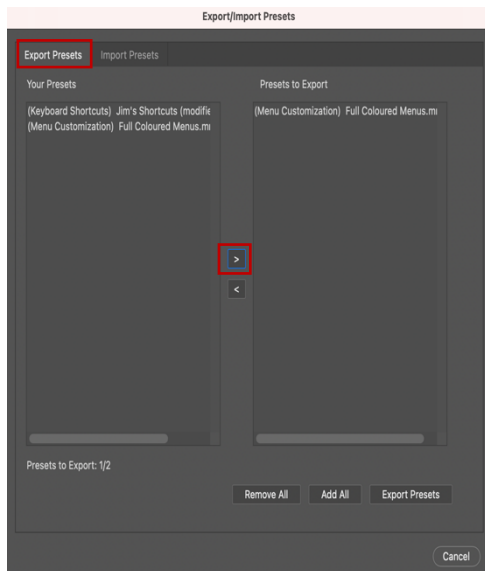 Export/Import Presets
Export Presets Import Presets
Your Presets
(Keyboard Shortcuts) Jim's Shortcuts (modifie
(Menu Customization) Full Coloured Menus.m
Presets to Export
(Menu Customization) Full Coloured Menus.m
>
<
Presets to Export: 1/2
Remove All Add All Export Presets
Cancel